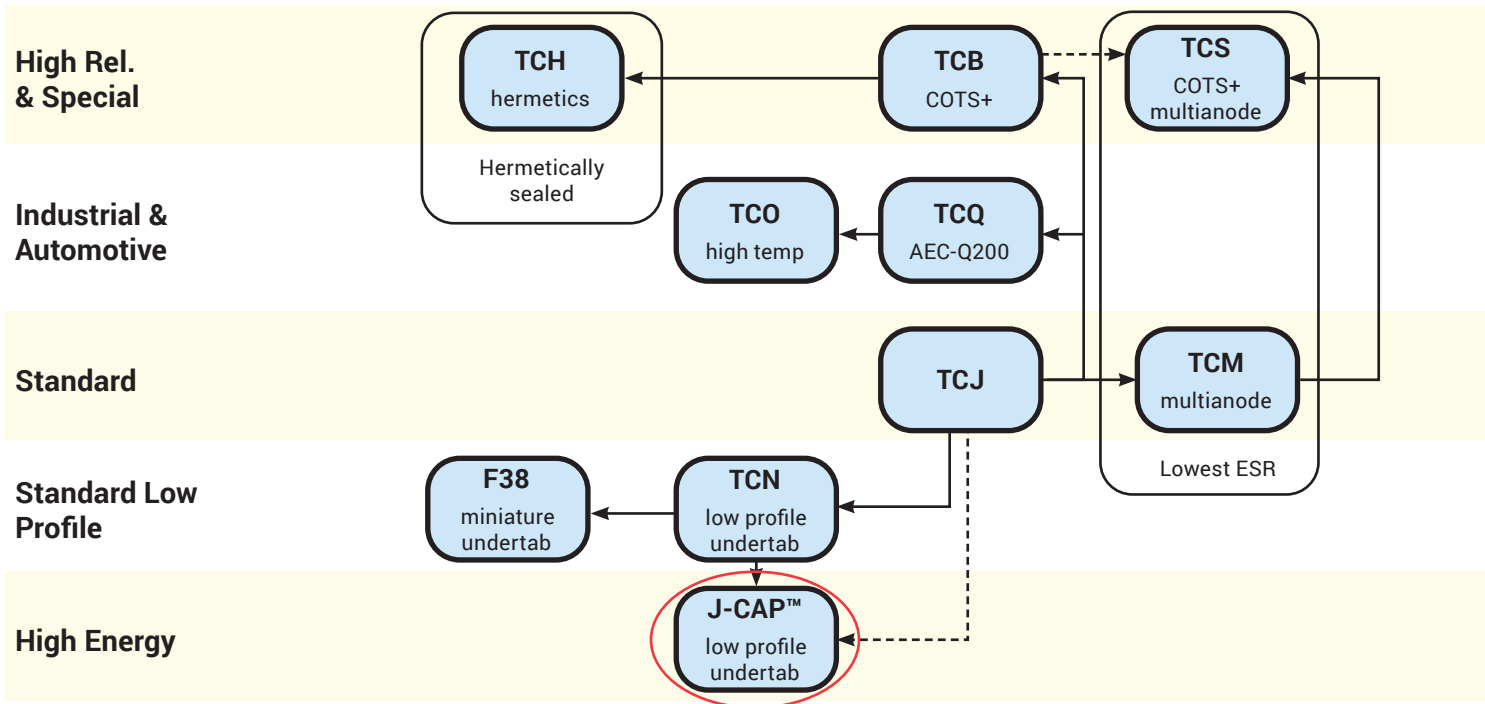 High Rel.
& Special
TCH
hermetics
Hermetically
sealed
TCB
COTS+
TCS
COTS+
multianode
Industrial &
Automotive
TCO
high temp
TCQ
AEC-Q200
Standard
TCJ
TCM
multianode
Lowest ESR
Standard Low
Profile
F38
miniature
undertab
TCN
low profile
undertab
High Energy
J-CAP™
low profile
undertab